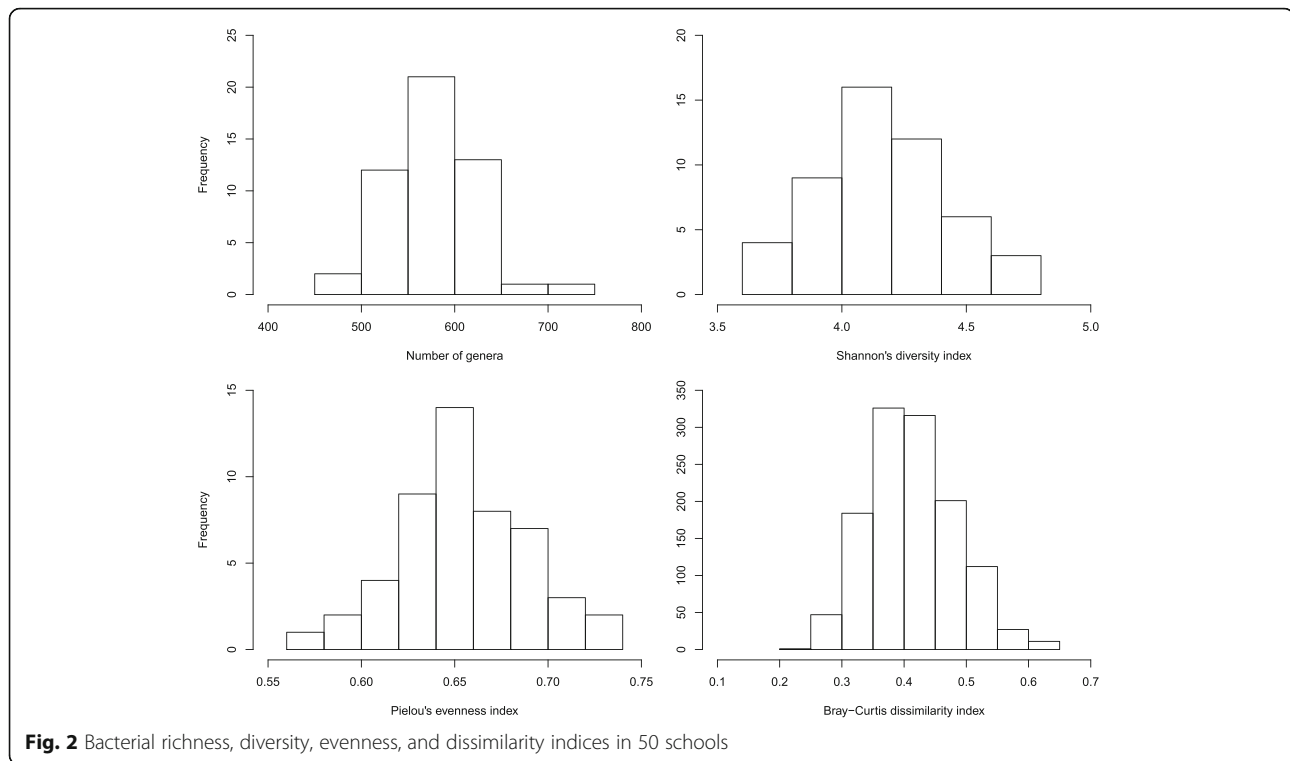 25
20
15
10
5
0
Frequency
400 500 600 700 800
Number of genera
20
15
10
5
0
3.5 4.0 4.5 5.0
Shannon's diversity index
15
10
5
0
Frequency
0.55 0.60 0.65 0.70 0.75
Pielou's evenness index
350
300
250
200
150
100
50
0
0.1 0.2 0.3 0.4 0.5 0.6 0.7
Bray−Curtis dissimilarity index
Fig. 2 Bacterial richness, diversity, evenness, and dissimilarity indices in 50 schools